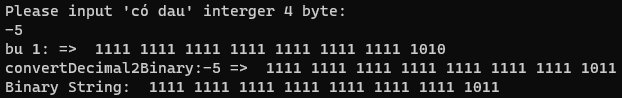 Please input 'có dau' interger 4 byte:
-5
bu 1: =>  1111 1111 1111 1111 1111 1111 1111 1010
convertDecimal2Binary:-5 =>  1111 1111 1111 1111 1111 1111 1111 1011
Binary String:  1111 1111 1111 1111 1111 1111 1111 1011